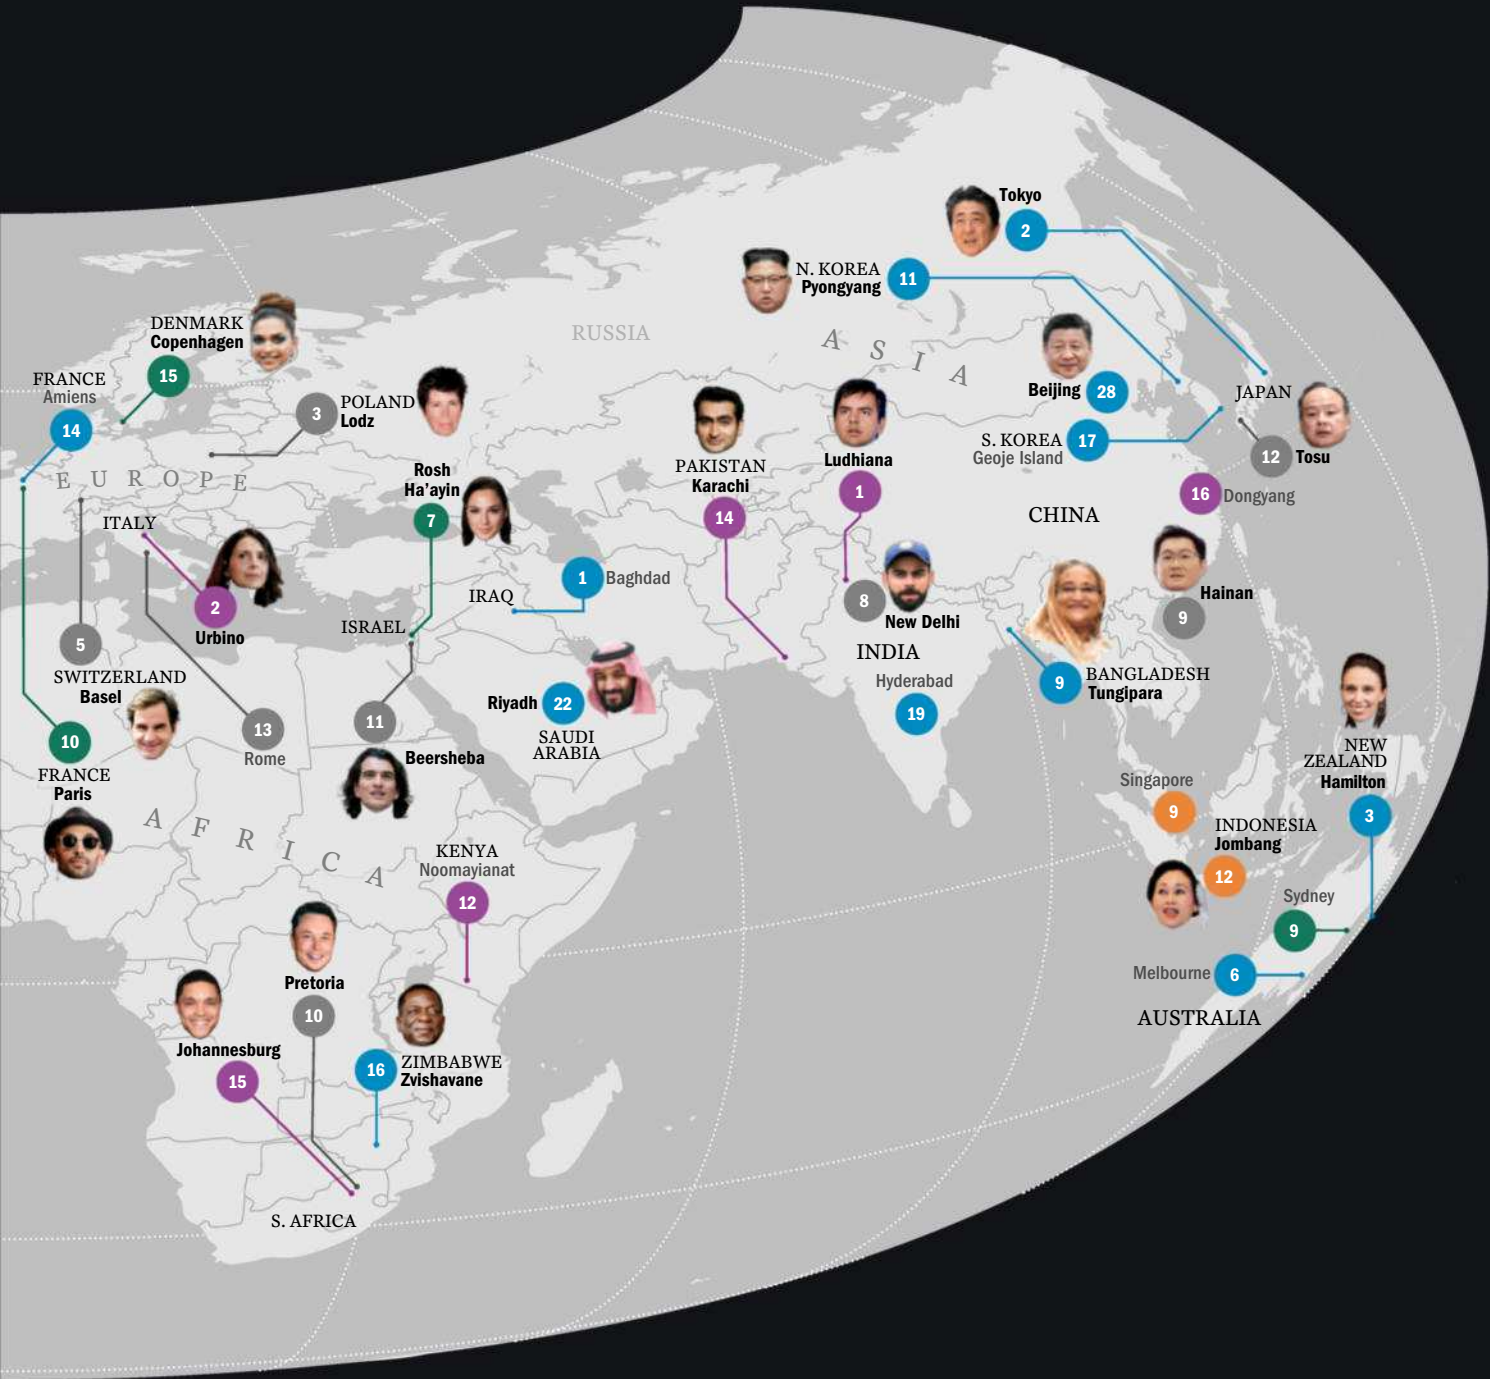 Tokyo
2
N. KOREA
Pyongyang
11
RUSSIA
ASIA
DENMARK
Copenhagen
15
FRANCE
Amiens
14
3
POLAND
Lodz
Beijing
28
JAPAN
S. KOREA
Geoje Island
17
12
Tosu
EUROPE
Rosh
Ha’ayin
7
PAKISTAN
Karachi
14
Ludhiana
1
16
Dongyang
CHINA
ITALY
2
Urbino
IRAQ
1
Baghdad
ISRAEL
8
New Delhi
INDIA
Hyderabad
19
Hainan
9
9
BANGLADESH
Tungipara
5
SWITZERLAND
Basel
Riyadh
22
SAUDI
ARABIA
11
Beersheba
13
Rome
10
FRANCE
Paris
NEW
ZEALAND
Hamilton
3
Singapore
9
INDONESIA
Jombang
12
AFRICA
KENYA
Noomayianat
12
Sydney
9
Melbourne
6
AUSTRALIA
Pretoria
10
Johannesburg
15
16
ZIMBABWE
Zvishavane
S. AFRICA